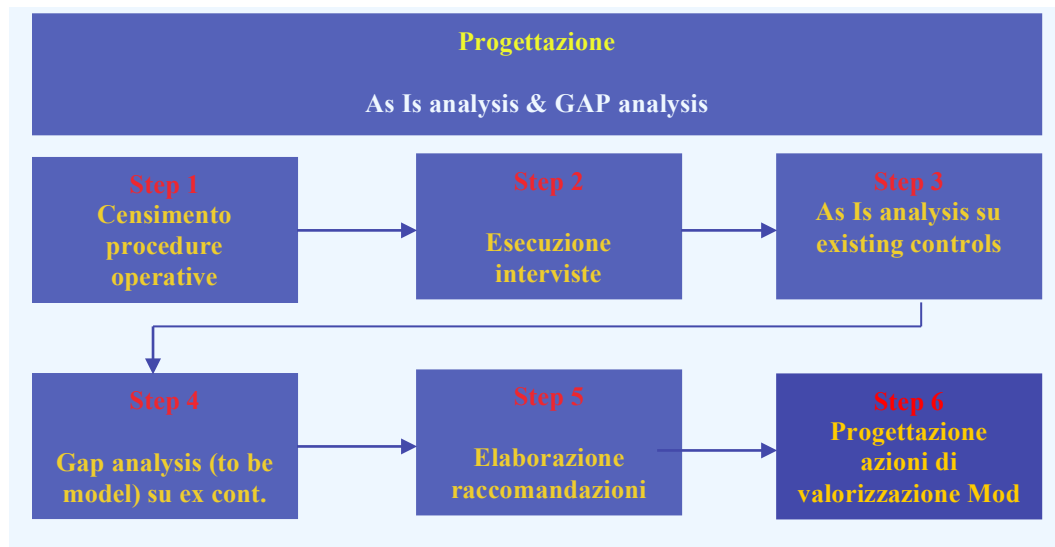 Progettazione
As Is analysis & GAP analysis
Step 1
Censimento
procedure
operative
Step 2
Esecuzione
interviste
Step 3
As Is analysis su
existing controls
Step 4
Gap analysis (to be
model) su ex cont.
Step 5
Elaborazione
raccomandazioni
Step 6
Progettazione
azioni di
valorizzazione Mod